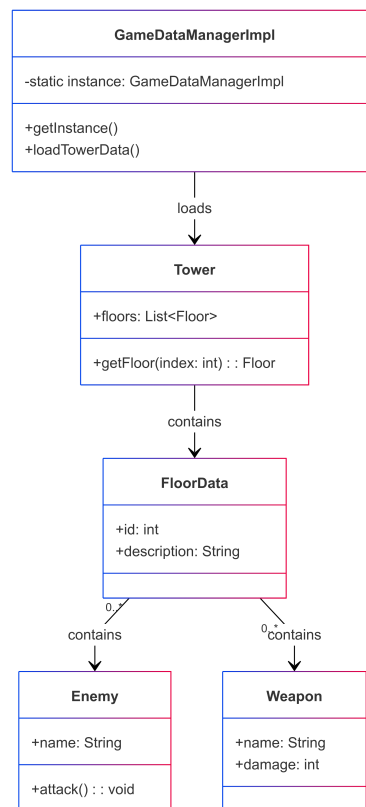 GameDataManagerImpl
-static instance: GameDataManagerImpl
+getInstance()
+loadTowerData()
loads
Tower
+floors: List<Floor>
+getFloor(index: int) : : Floor
contains
FloorData
+id: int
+description: String
0..*
0..*
contains
contains
Enemy
+name: String
+attack() : : void
Weapon
+name: String
+damage: int